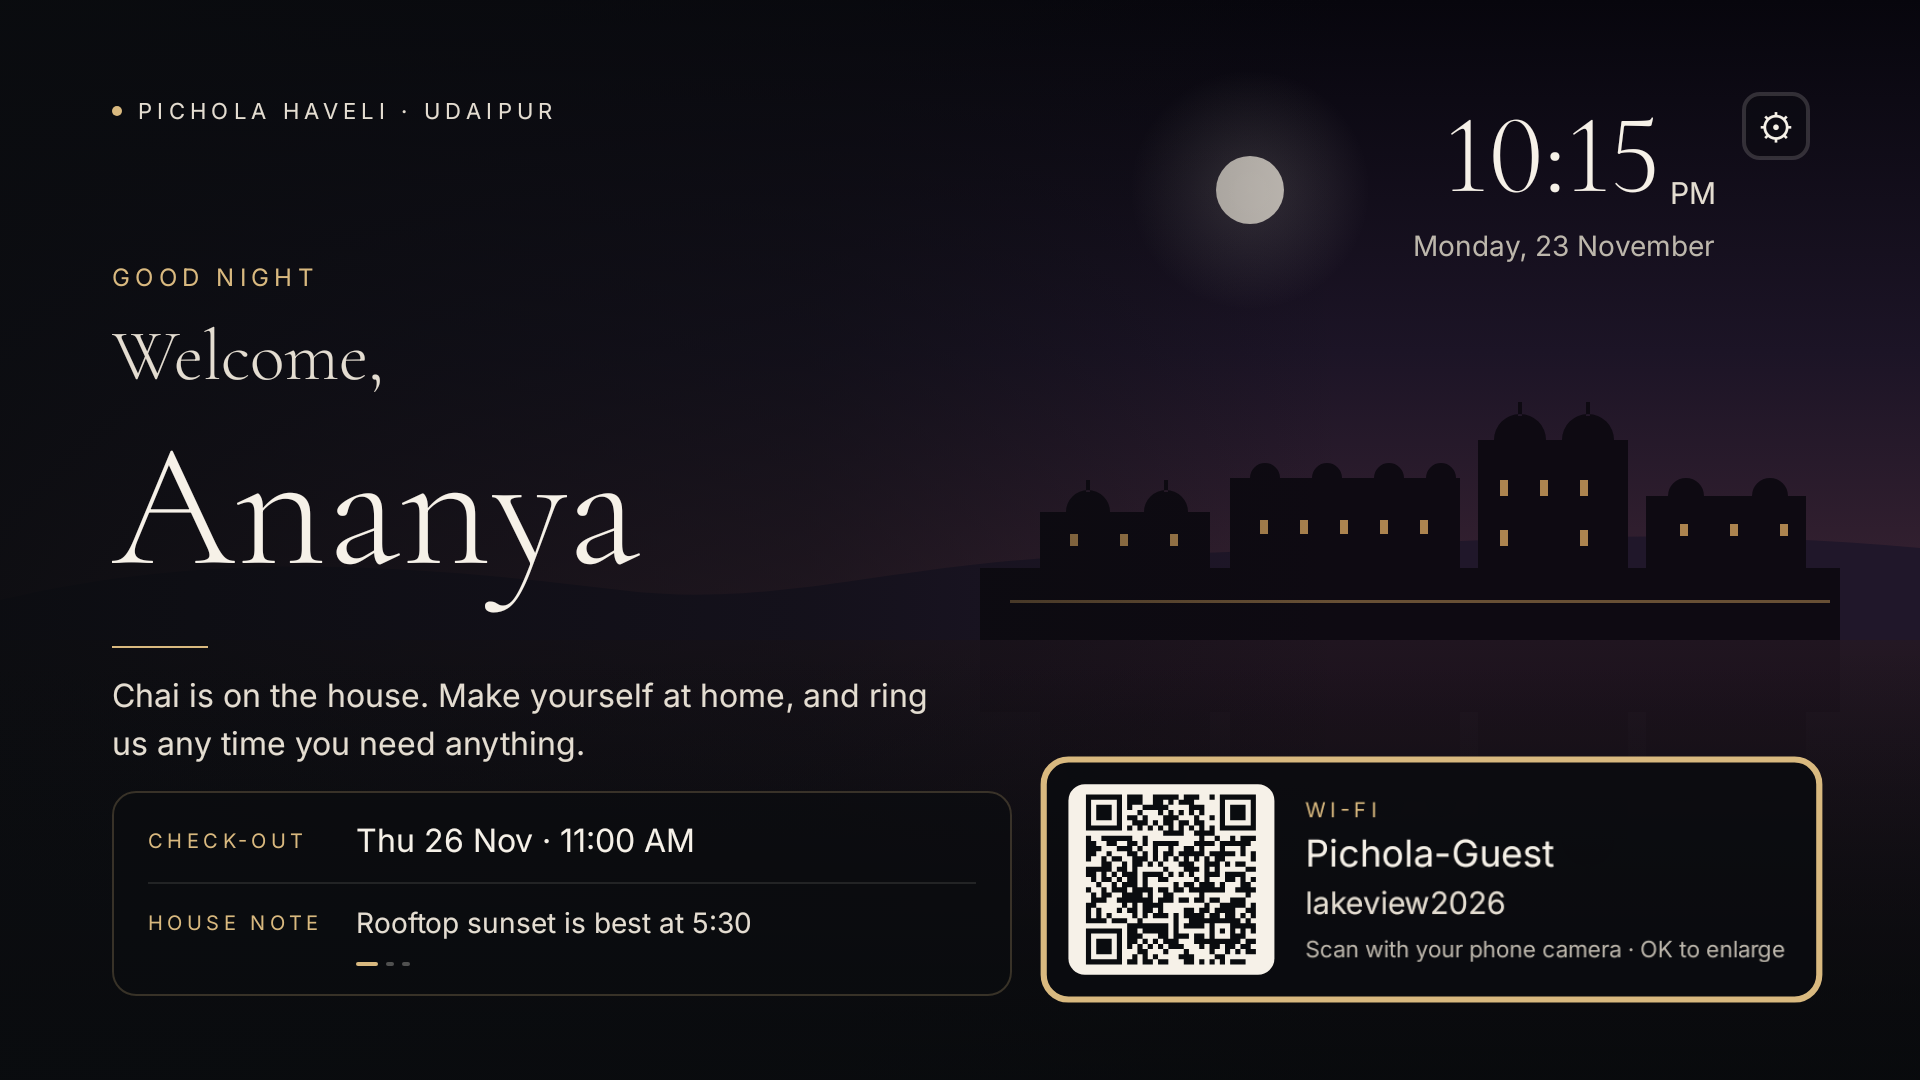 PICHOLA HAVELI · UDAIPUR
10:15 PM
Monday, 23 November
GOOD NIGHT
Welcome,
Ananya
Chai is on the house. Make yourself at home, and ring
us any time you need anything.
CHECK-OUT Thu 26 Nov · 11:00 AM
HOUSE NOTE Rooftop sunset is best at 5:30
WI-FI
Pichola-Guest
lakeview2026
Scan with your phone camera · OK to enlarge